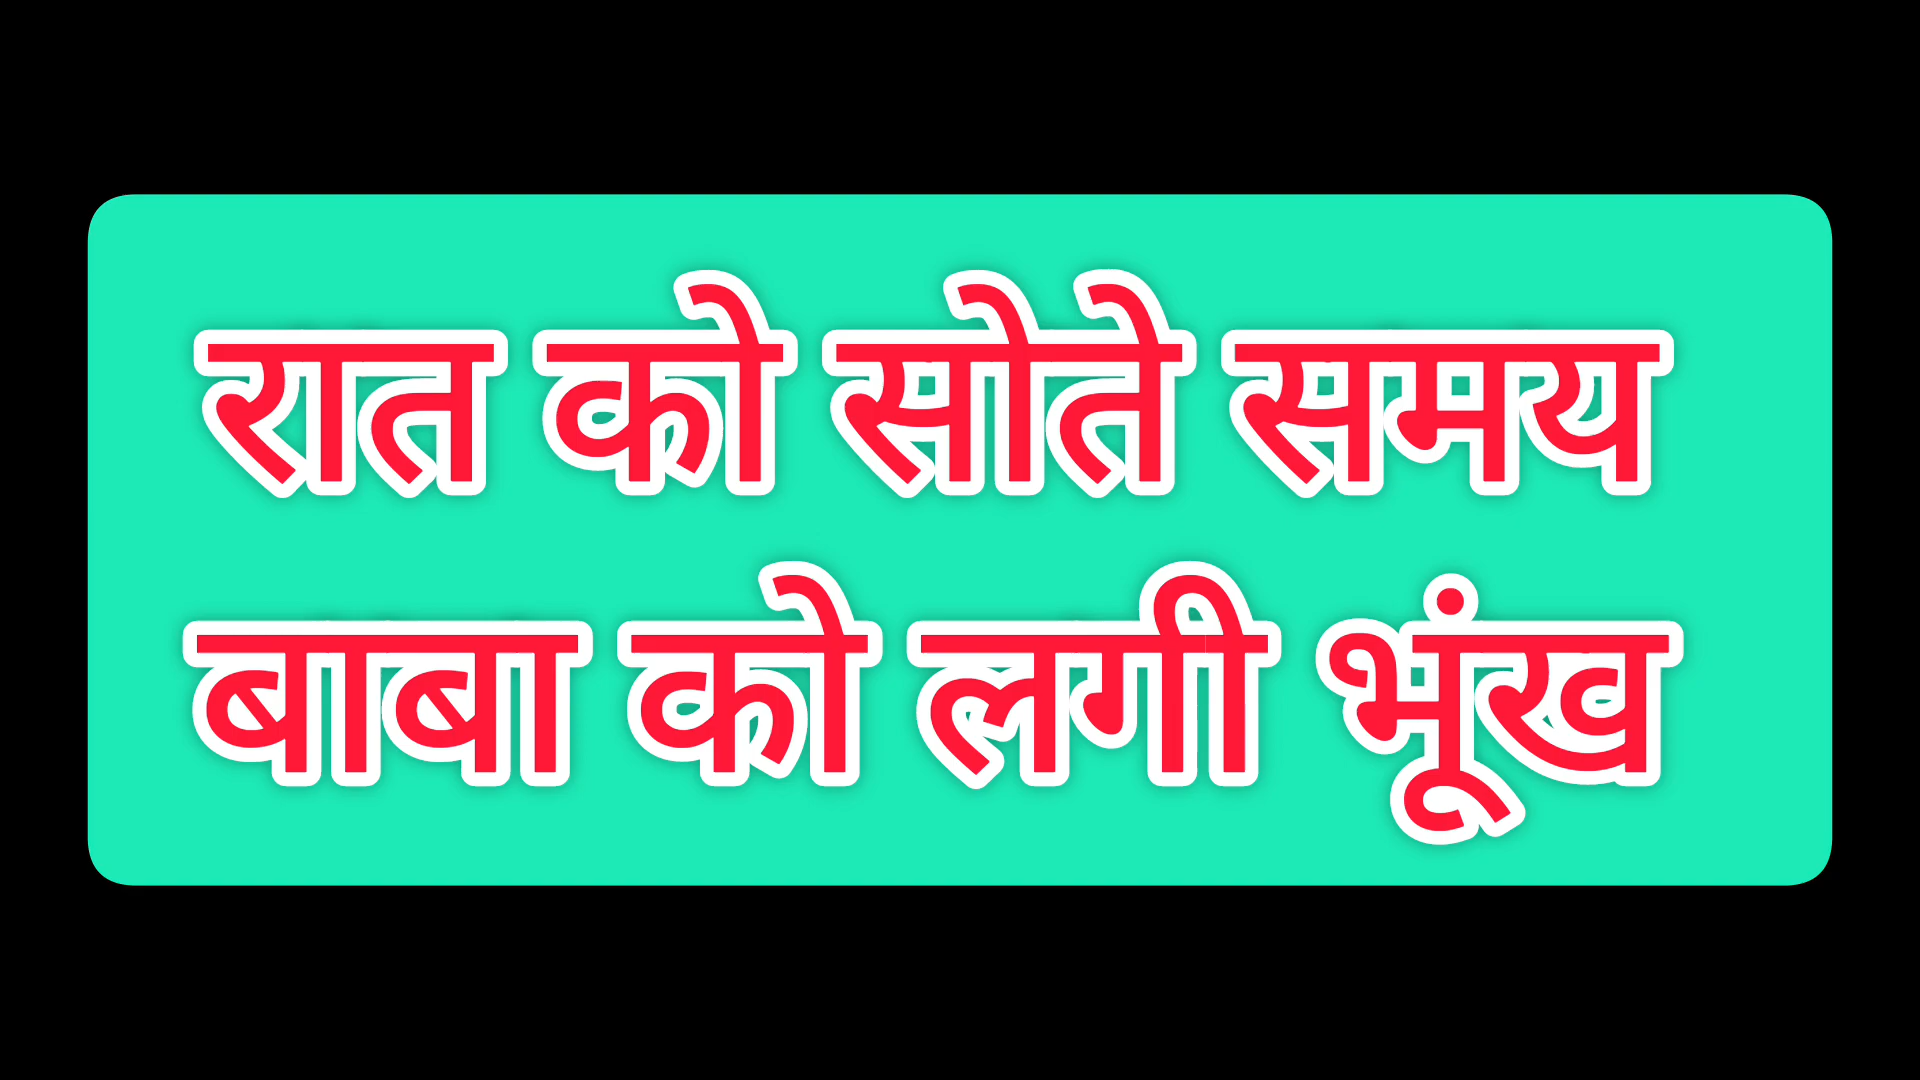 रात को सोते समय
बाबा को लगी भूंख